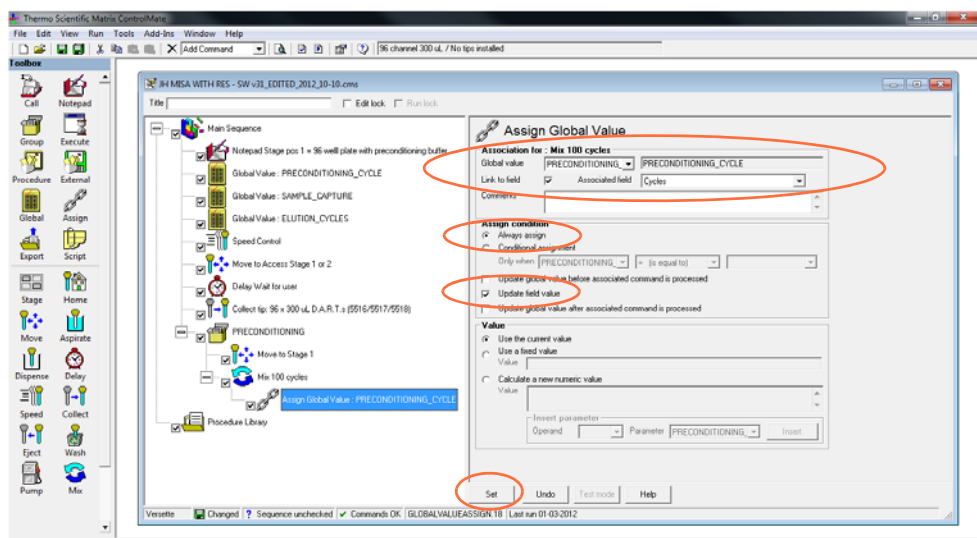 Thermo Scientific Matrix ControlMate
File Edit View Run Tools Add-Ins Window Help
Add Command 96 channel 300 uL / No tips installed
Toolbox
Call Notepad
Group Execute
Procedure External
Global Assign
Export Script
Stage Home
Move Aspirate
Dispense Delay
Speed Collect
Eject Wash
Pump Mix
JH MISA WITH RES - SW v31_EDITED_2012_10-10.cms
Title Edit lock Run lock
Main Sequence
Notepad Stage pos 1 = 96 well plate with preconditioning buffer
Global Value : PRECONDITIONING_CYCLE
Global Value : SAMPLE_CAPTURE
Global Value : ELUTION_CYCLES
Speed Control
Move to Access Stage 1 or 2
Delay Wait for user
Collect tip: 96 x 300 uL D.A.R.T.s (5516/5517/5518)
PRECONDITIONING
Move to Stage 1
Mix 100 cycles
Assign Global Value : PRECONDITIONING_CYCLE
Procedure Library
Assign Global Value
Association for : Mix 100 cycles
Global value PRECONDITIONING_ PRECONDITIONING_CYCLE
Link to field Associated field Cycles
Comments
Assign condition
Always assign
Conditional assignment
Only when PRECONDITIONING_ = (is equal to)
Update global value before associated command is processed
Update field value
Update global value after associated command is processed
Value
Use the current value
Use a fixed value
Value
Calculate a new numeric value
Value
Insert parameter
Operand Parameter PRECONDITIONING_ Insert
Set Undo Test mode Help
Versette Changed ? Sequence unchecked Commands OK GLOBALVALUEASSIGN.18 Last run 01-03-2012